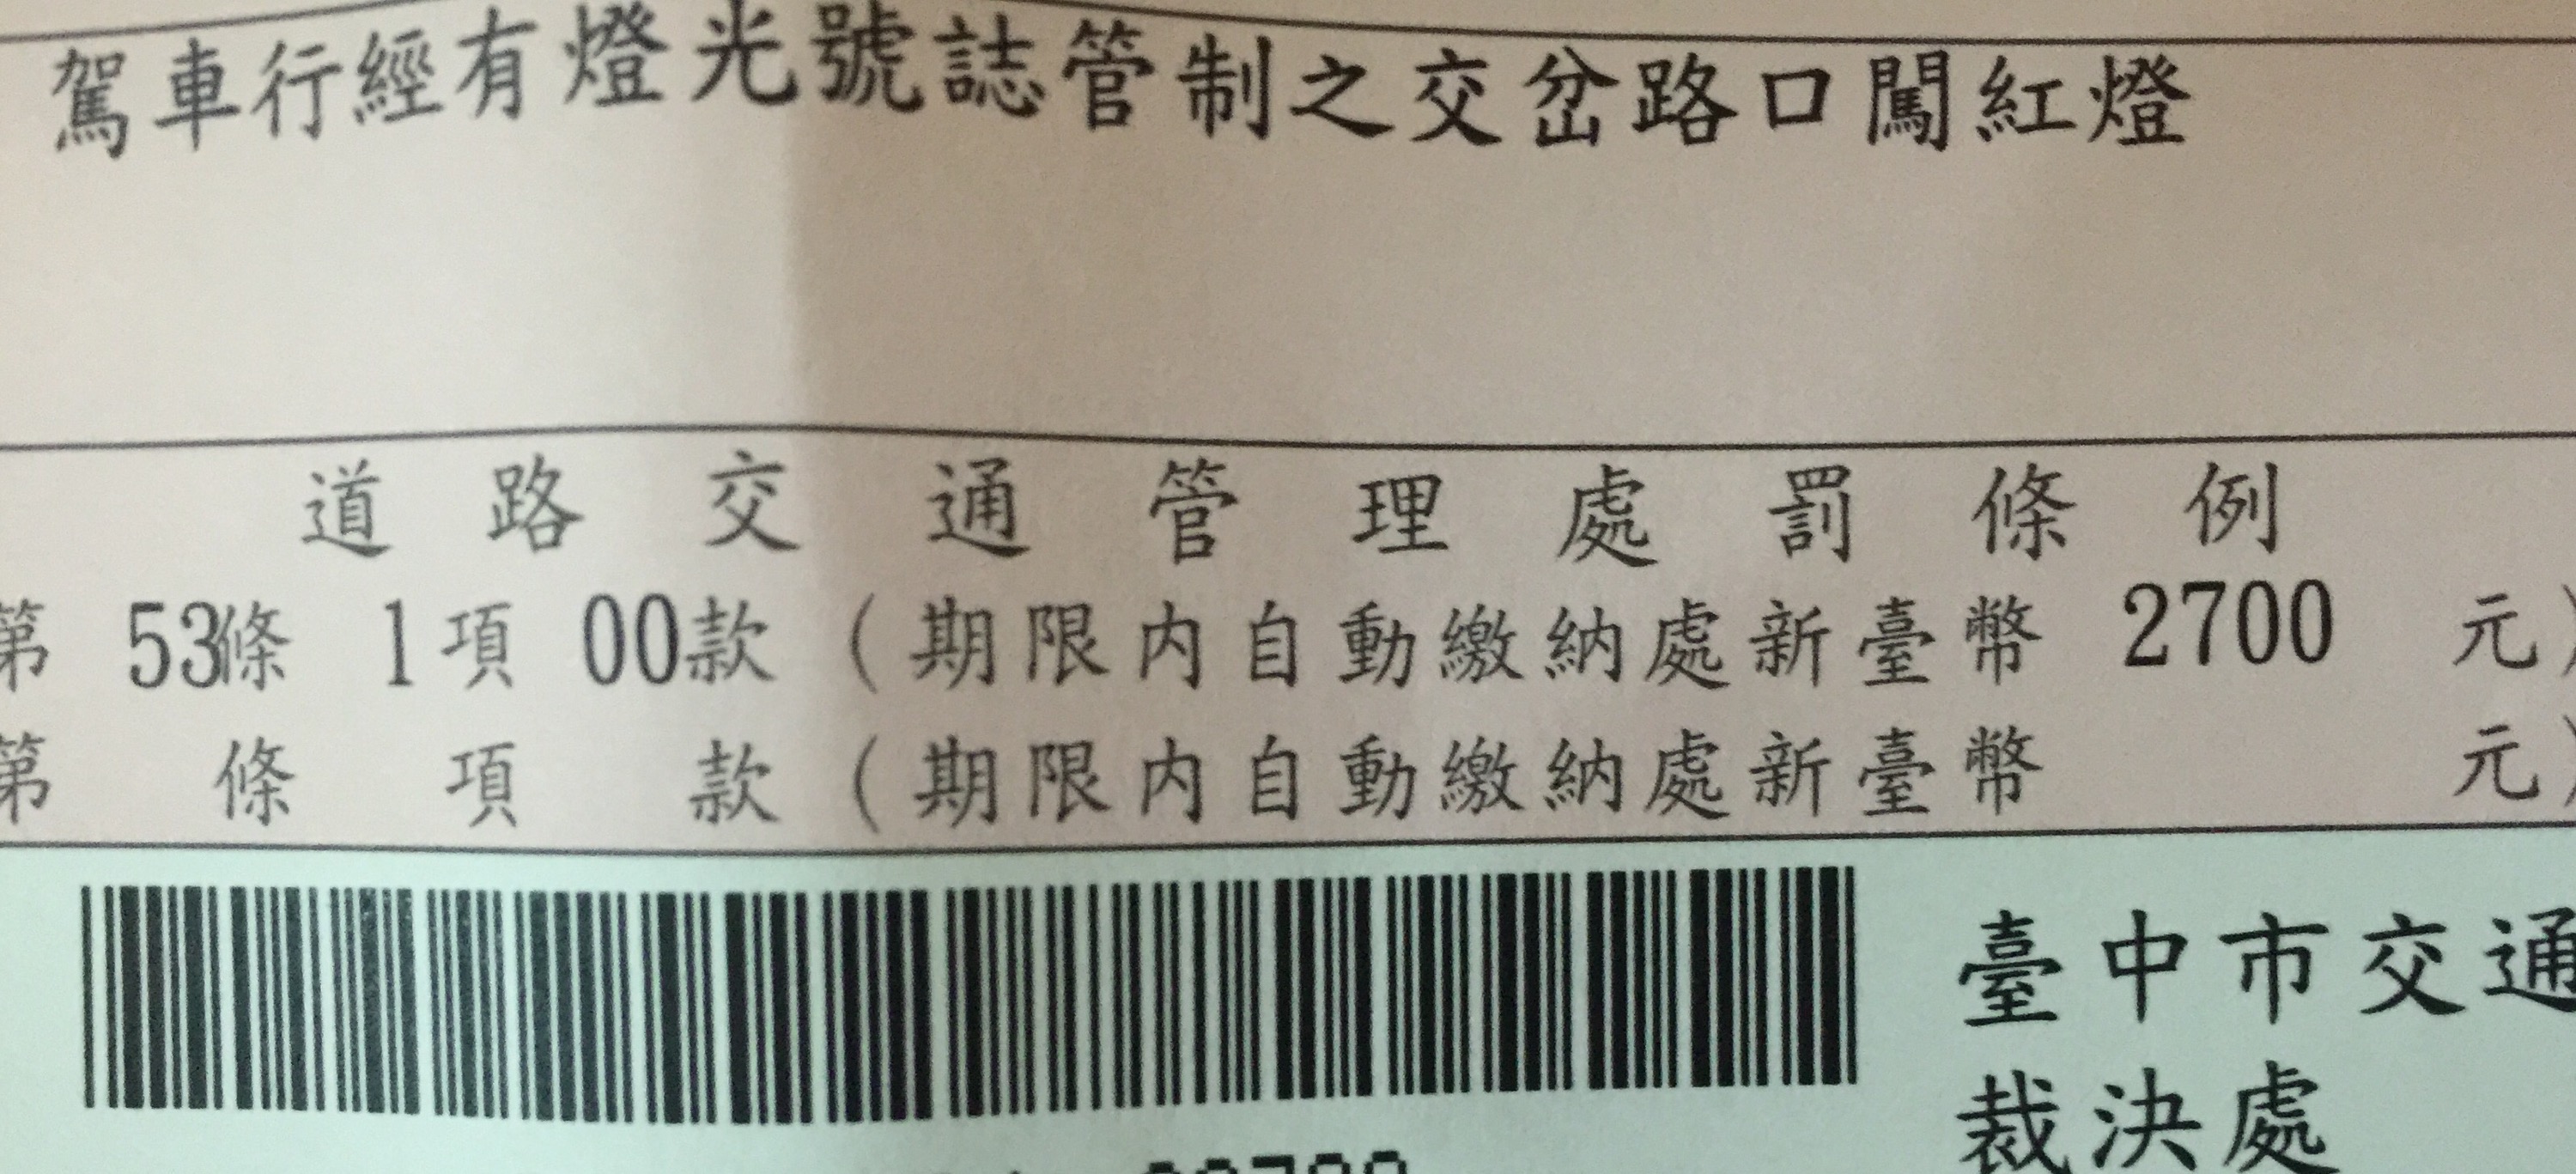 駕車行經有燈光號誌管制之交岔路口闖紅燈
道路交通管理處罰條例
第 53條 1項 00款(期限內自動繳納處新臺幣 2700 元)
第 條 項 款(期限內自動繳納處新臺幣 元)
臺中市交通
裁決處